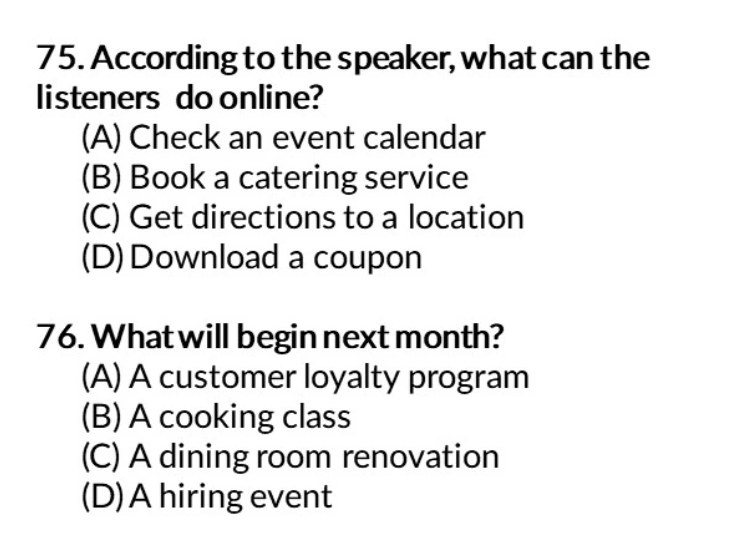 75. According to the speaker, what can the
listeners do online?
(A) Check an event calendar
(B) Book a catering service
(C) Get directions to a location
(D) Download a coupon
76. What will begin next month?
(A) A customer loyalty program
(B) A cooking class
(C) A dining room renovation
(D) A hiring event